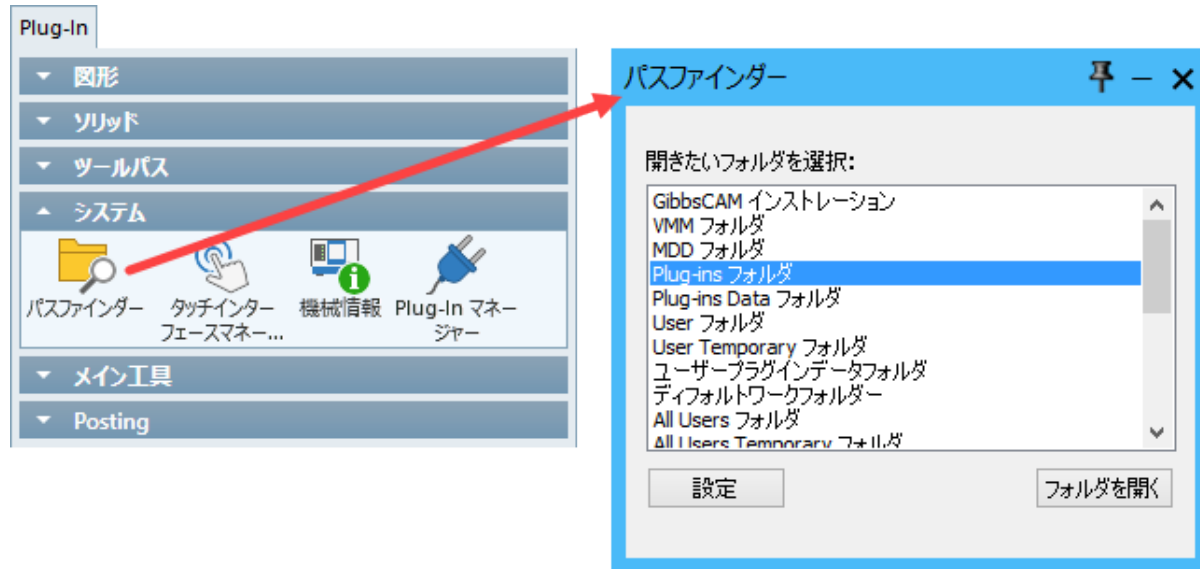 Plug-In
図形
ソリッド
ツールパス
システム
パスファインダー
タッチインター
フェースマネー...
機械情報
Plug-In マネー
ジャー
メイン工具
Posting
パスファインダー
開きたいフォルダを選択:
GibbsCAM インストレーション
VMM フォルダ
MDD フォルダ
Plug-ins フォルダ
Plug-ins Data フォルダ
User フォルダ
User Temporary フォルダ
ユーザープラグインデータフォルダ
ディフォルトワークフォルダー
All Users フォルダ
All Users Temporary フォルダ
設定
フォルダを開く